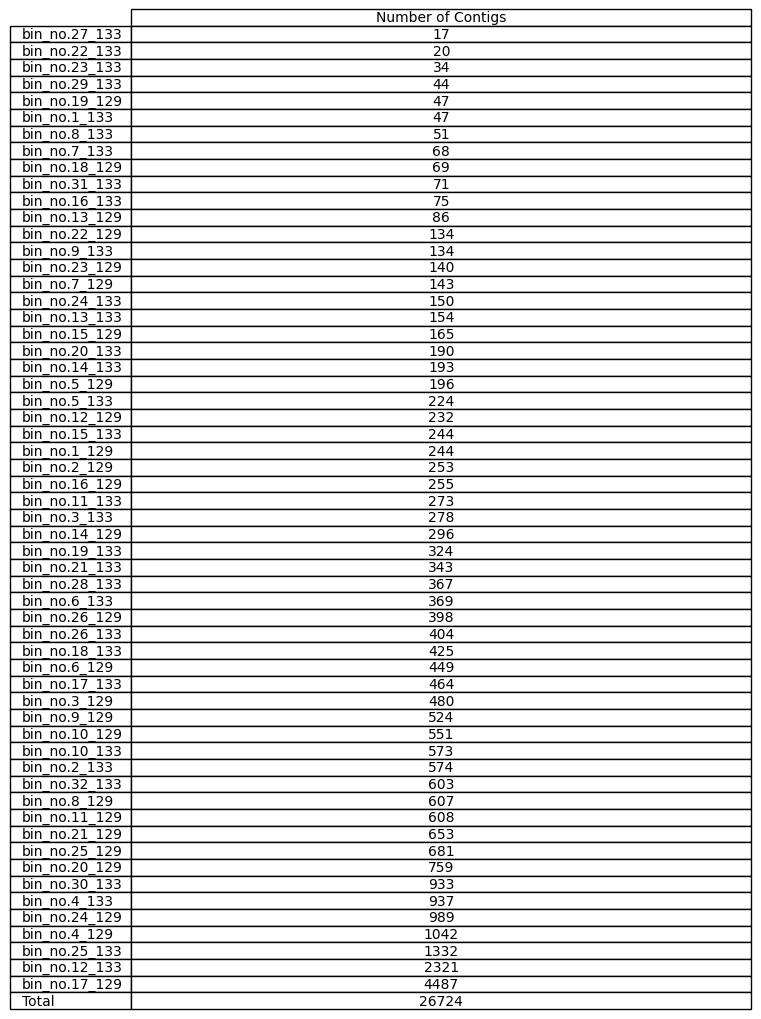 Number of Contigs
bin_no.27_133 17
bin_no.22_133 20
bin_no.23_133 34
bin_no.29_133 44
bin_no.19_129 47
bin_no.1_133 47
bin_no.8_133 51
bin_no.7_133 68
bin_no.18_129 69
bin_no.31_133 71
bin_no.16_133 75
bin_no.13_129 86
bin_no.22_129 134
bin_no.9_133 134
bin_no.23_129 140
bin_no.7_129 143
bin_no.24_133 150
bin_no.13_133 154
bin_no.15_129 165
bin_no.20_133 190
bin_no.14_133 193
bin_no.5_129 196
bin_no.5_133 224
bin_no.12_129 232
bin_no.15_133 244
bin_no.1_129 244
bin_no.2_129 253
bin_no.16_129 255
bin_no.11_133 273
bin_no.3_133 278
bin_no.14_129 296
bin_no.19_133 324
bin_no.21_133 343
bin_no.28_133 367
bin_no.6_133 369
bin_no.26_129 398
bin_no.26_133 404
bin_no.18_133 425
bin_no.6_129 449
bin_no.17_133 464
bin_no.3_129 480
bin_no.9_129 524
bin_no.10_129 551
bin_no.10_133 573
bin_no.2_133 574
bin_no.32_133 603
bin_no.8_129 607
bin_no.11_129 608
bin_no.21_129 653
bin_no.25_129 681
bin_no.20_129 759
bin_no.30_133 933
bin_no.4_133 937
bin_no.24_129 989
bin_no.4_129 1042
bin_no.25_133 1332
bin_no.12_133 2321
bin_no.17_129 4487
Total 26724